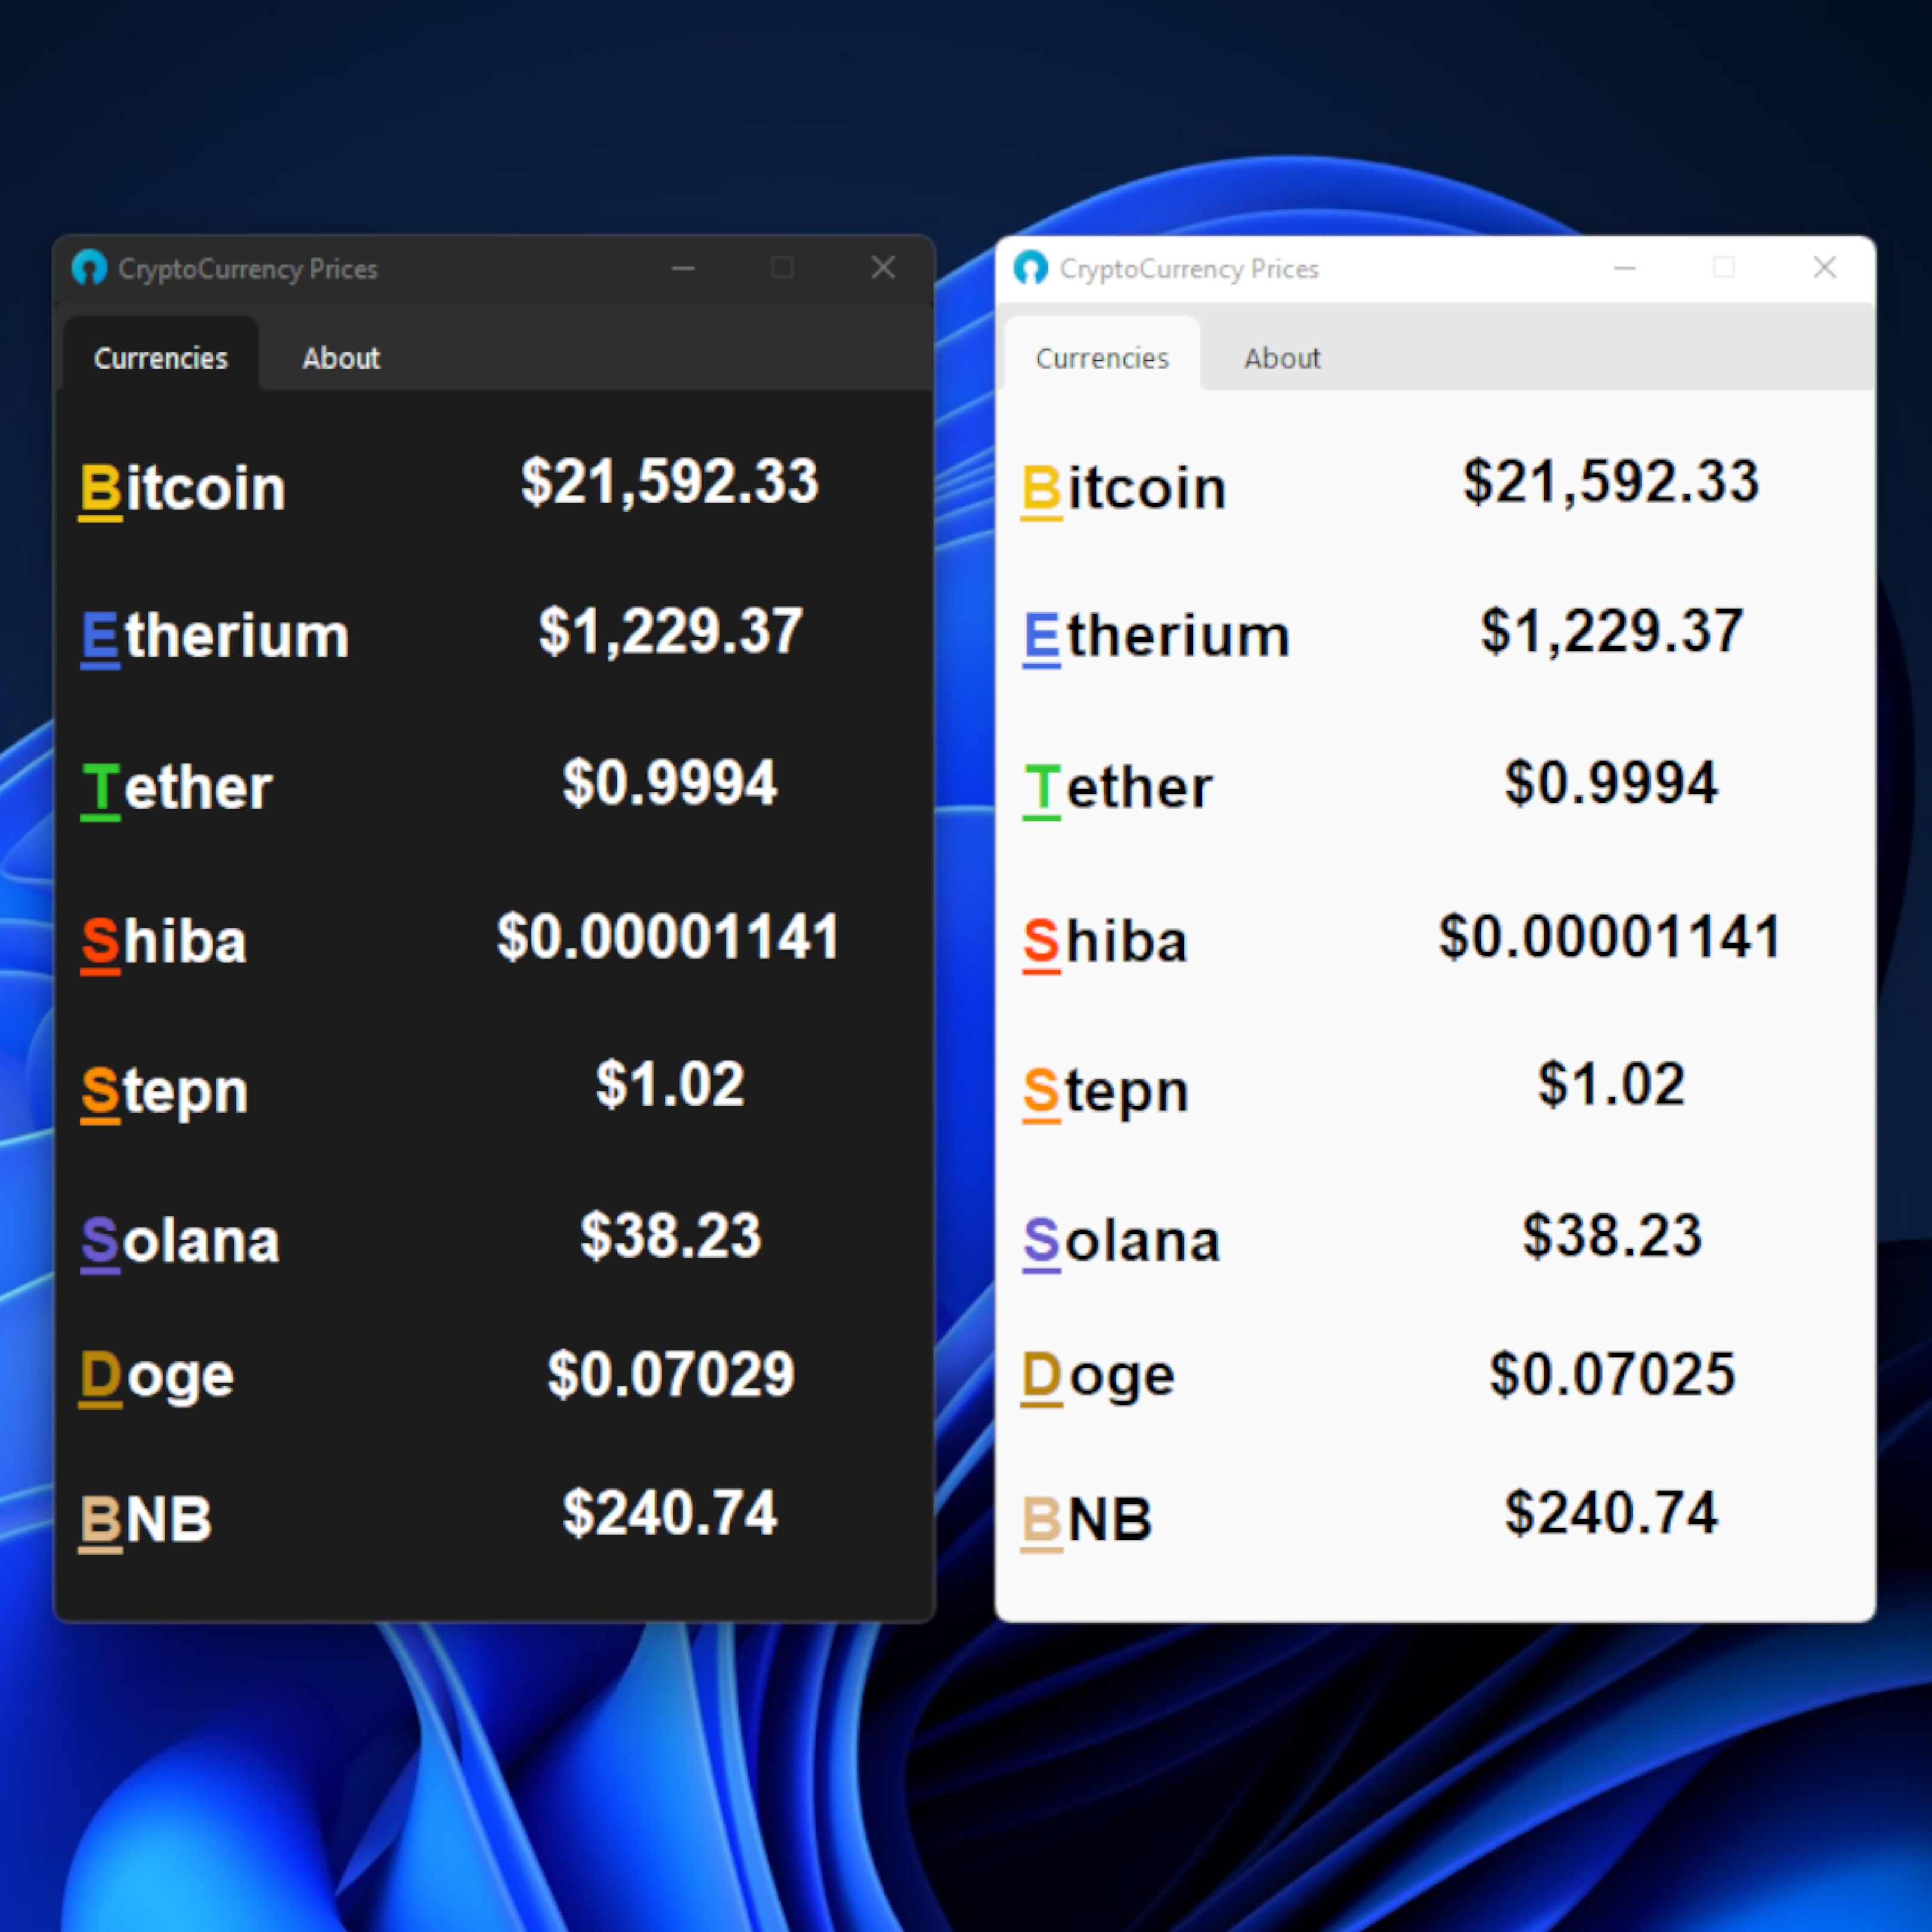 CryptoCurrency Prices
Currencies About
Bitcoin $21,592.33
Etherium $1,229.37
Tether $0.9994
Shiba $0.00001141
Stepn $1.02
Solana $38.23
Doge $0.07029
BNB $240.74
CryptoCurrency Prices
Currencies About
Bitcoin $21,592.33
Etherium $1,229.37
Tether $0.9994
Shiba $0.00001141
Stepn $1.02
Solana $38.23
Doge $0.07025
BNB $240.74